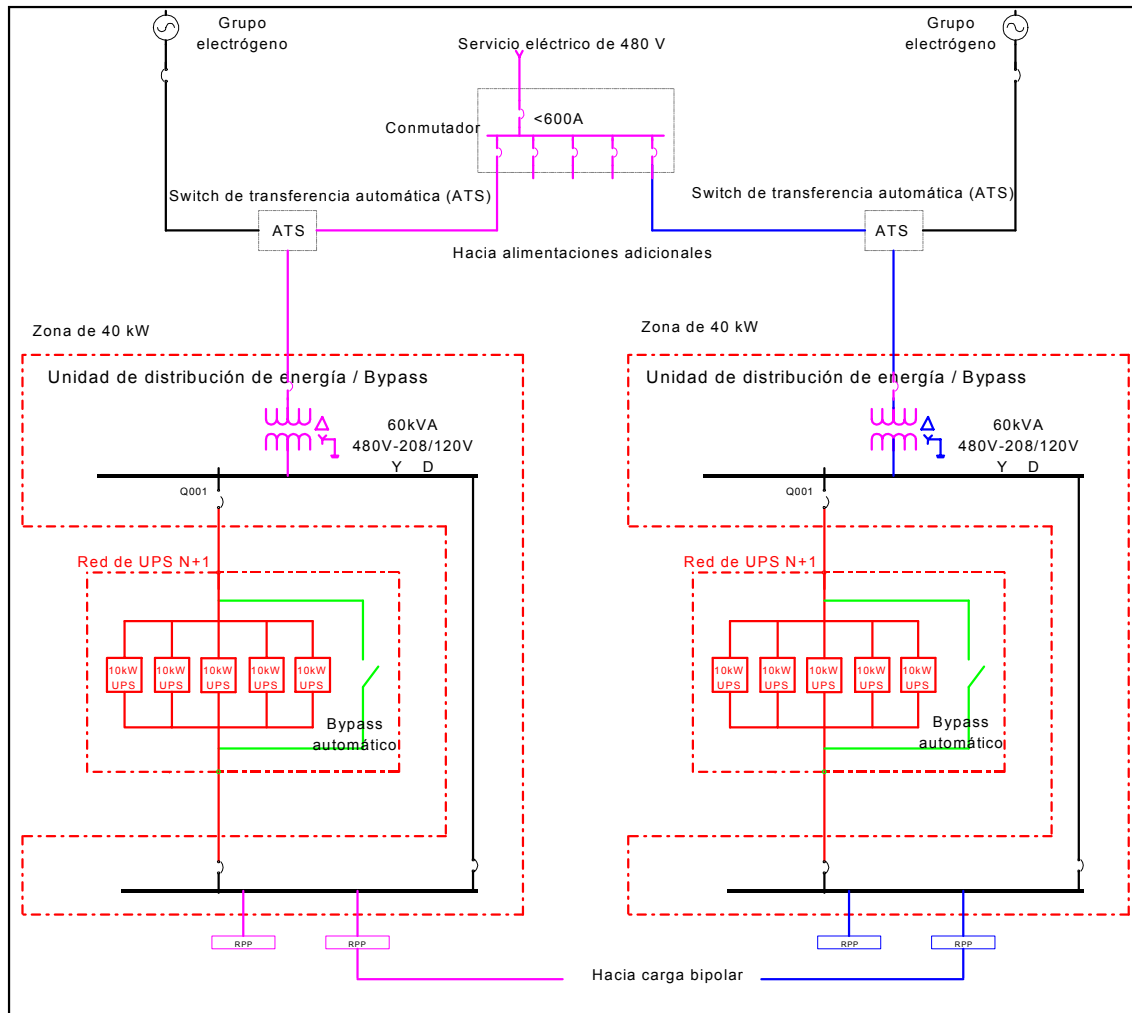 Grupo
electrógeno
Servicio eléctrico de 480 V
Grupo
electrógeno
<600A
Conmutador
Switch de transferencia automática (ATS)
Switch de transferencia automática (ATS)
ATS
ATS
Hacia alimentaciones adicionales
Zona de 40 kW
Zona de 40 kW
Unidad de distribución de energía / Bypass
Unidad de distribución de energía / Bypass
60kVA
480V-208/120V
Y D
60kVA
480V-208/120V
Y D
Q001
Q001
Red de UPS N+1
Red de UPS N+1
10kW
UPS
10kW
UPS
10kW
UPS
10kW
UPS
10kW
UPS
10kW
UPS
10kW
UPS
10kW
UPS
10kW
UPS
10kW
UPS
Bypass
automático
Bypass
automático
RPP
RPP
RPP
RPP
Hacia carga bipolar